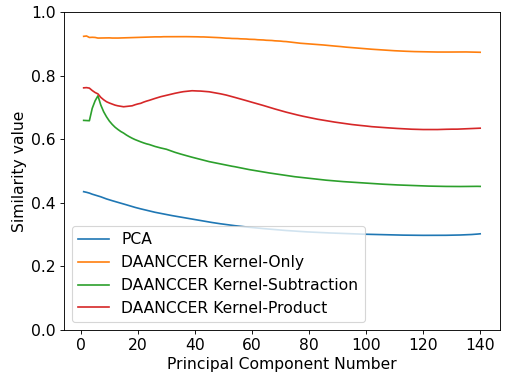 1.0
0.8
0.6
0.4
0.2
0.0
Similarity value
PCA
DAANCCER Kernel-Only
DAANCCER Kernel-Subtraction
DAANCCER Kernel-Product
0 20 40 60 80 100 120 140
Principal Component Number